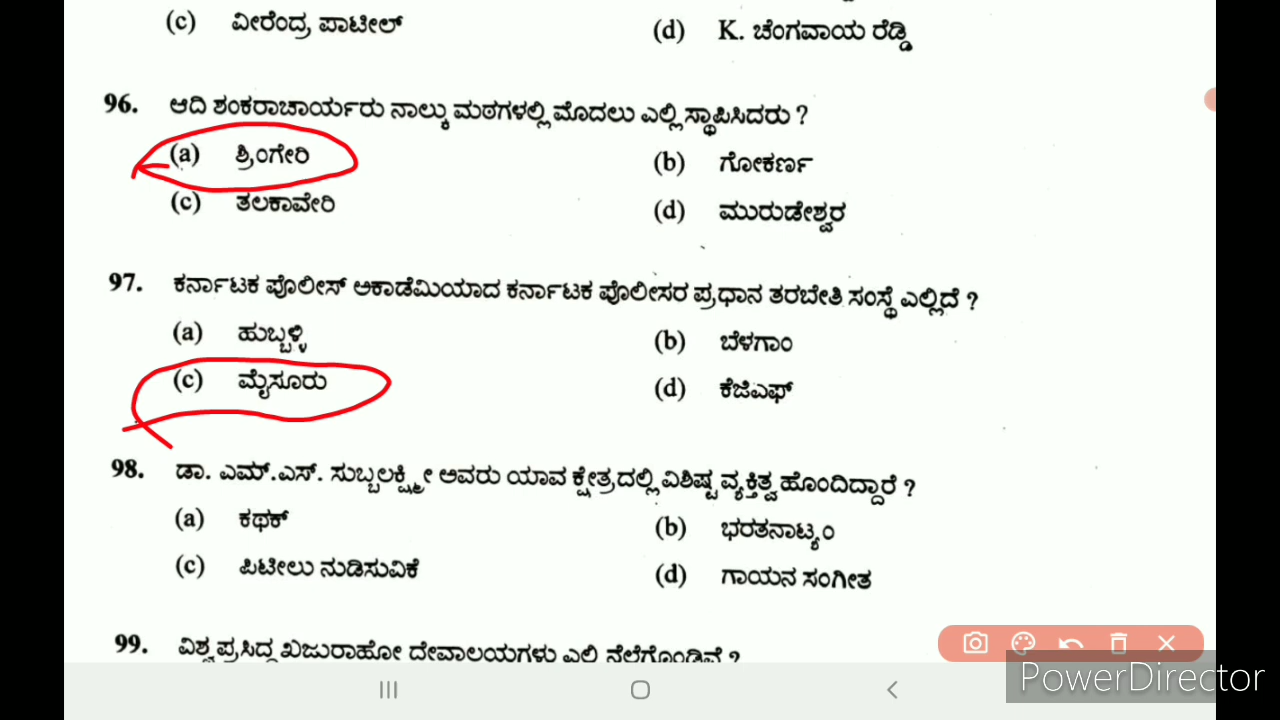 (c) ವೀರೇಂದ್ರ ಪಾಟೀಲ್ (d) K. ಚೆಂಗವಾಯ ರೆಡ್ಡಿ
96. ಆದಿ ಶಂಕರಾಚಾರ್ಯರು ನಾಲ್ಕು ಮಠಗಳಲ್ಲಿ ಮೊದಲು ಎಲ್ಲಿ ಸ್ಥಾಪಿಸಿದರು ?
(a) ಶ್ರಿಂಗೇರಿ (b) ಗೋಕರ್ಣ
(c) ತಲಕಾವೇರಿ (d) ಮುರುಡೇಶ್ವರ
97. ಕರ್ನಾಟಕ ಪೊಲೀಸ್ ಅಕಾಡೆಮಿಯಾದ ಕರ್ನಾಟಕ ಪೊಲೀಸರ ಪ್ರಧಾನ ತರಬೇತಿ ಸಂಸ್ಥೆ ಎಲ್ಲಿದೆ ?
(a) ಹುಬ್ಬಳ್ಳಿ (b) ಬೆಳಗಾಂ
(c) ಮೈಸೂರು (d) ಕೆಜಿಎಫ್
98. ಡಾ. ಎಮ್.ಎಸ್. ಸುಬ್ಬಲಕ್ಷ್ಮೀ ಅವರು ಯಾವ ಕ್ಷೇತ್ರದಲ್ಲಿ ವಿಶಿಷ್ಟ ವ್ಯಕ್ತಿತ್ವ ಹೊಂದಿದ್ದಾರೆ ?
(a) ಕಥಕ್ (b) ಭರತನಾಟ್ಯಂ
(c) ಪಿಟೀಲು ನುಡಿಸುವಿಕೆ (d) ಗಾಯನ ಸಂಗೀತ
99. ವಿಶ್ವಪ್ರಸಿದ್ಧ ಖಜುರಾಹೋ ದೇವಾಲಯಗಳು ಎಲ್ಲಿ ನೆಲೆಗೊಂಡಿವೆ ?
PowerDirector